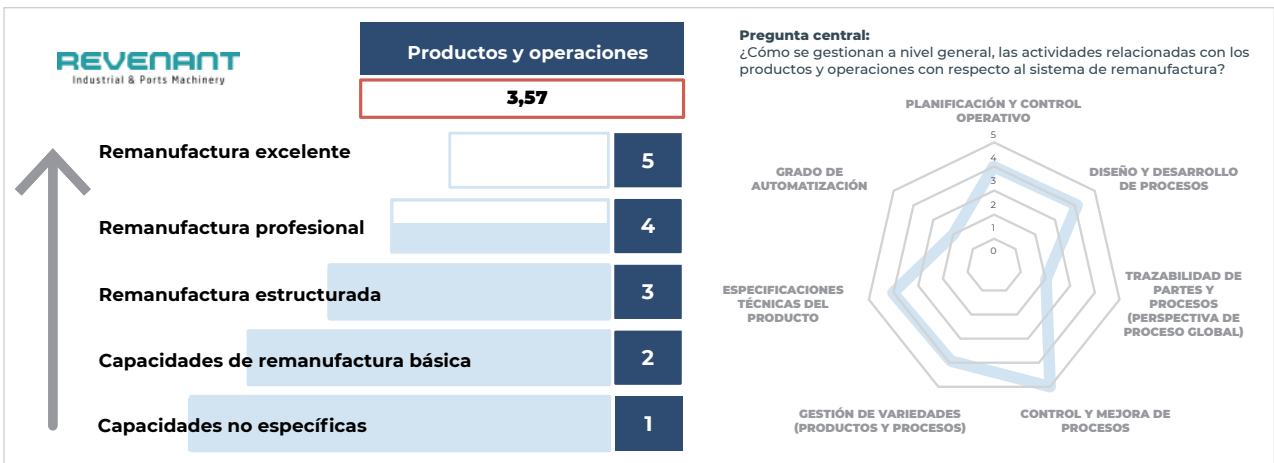 REVENANT
Industrial & Ports Machinery
Productos y operaciones
3,57
Remanufactura excelente
5
Remanufactura profesional
4
Remanufactura estructurada
3
Capacidades de remanufactura básica
2
Capacidades no específicas
1
Pregunta central:
¿Cómo se gestionan a nivel general, las actividades relacionadas con los
productos y operaciones con respecto al sistema de remanufactura?
PLANIFICACIÓN Y CONTROL
OPERATIVO
5
4
3
2
1
0
GRADO DE
AUTOMATIZACIÓN
DISEÑO Y DESARROLLO
DE PROCESOS
ESPECIFICACIONES
TÉCNICAS DEL
PRODUCTO
TRAZABILIDAD DE
PARTES Y
PROCESOS
(PERSPECTIVA DE
PROCESO GLOBAL)
GESTIÓN DE VARIEDADES
(PRODUCTOS Y PROCESOS)
CONTROL Y MEJORA DE
PROCESOS